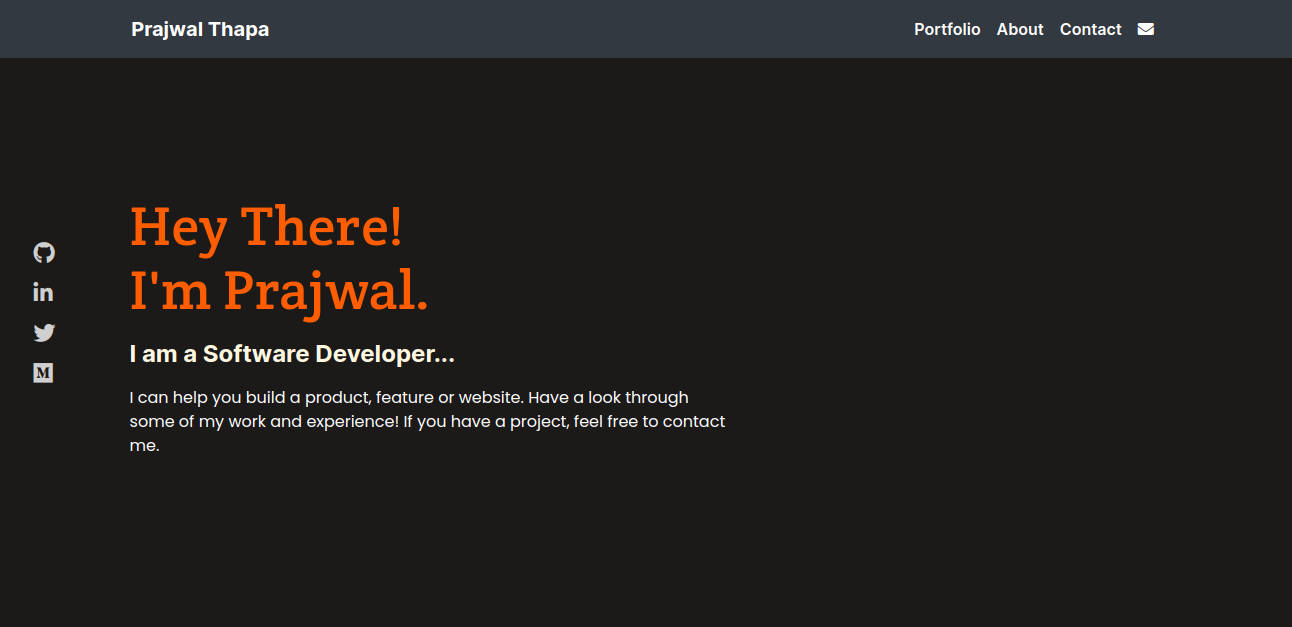 Prajwal Thapa
Portfolio About Contact
Hey There!
I'm Prajwal.
I am a Software Developer...
I can help you build a product, feature or website. Have a look through
some of my work and experience! If you have a project, feel free to contact
me.
in
M